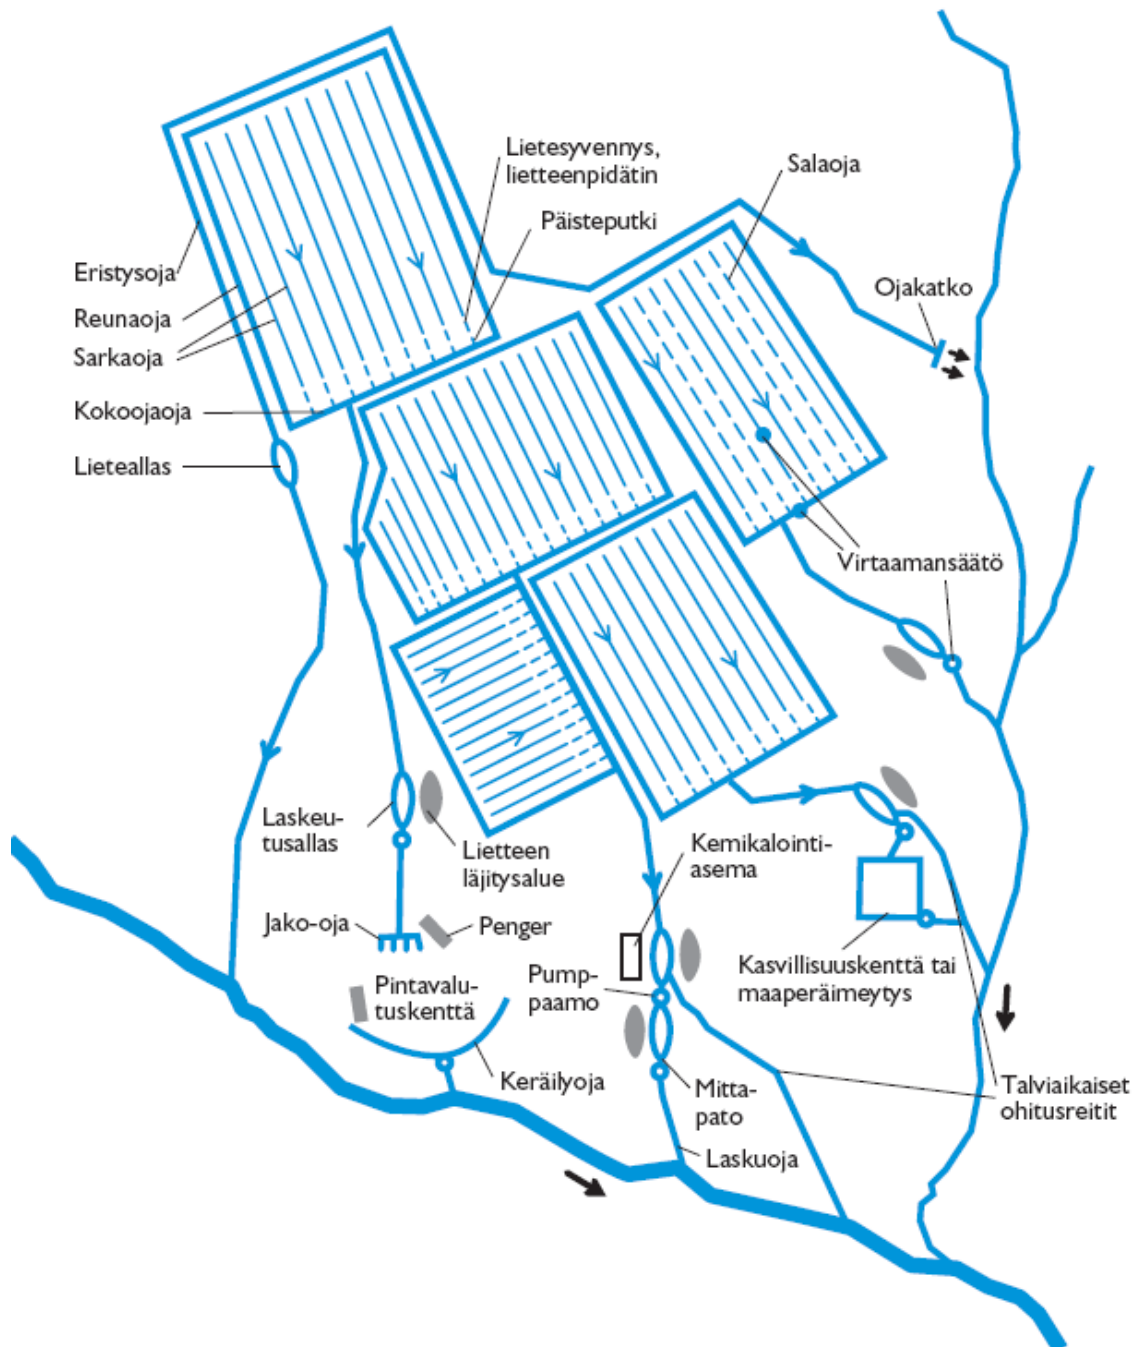 Lietesyvennys,
lietteenpidätin
Salaoja
Päisteputki
Eristysoja
Ojakatko
Reunaoja
Sarkaoja
Kokoojaoja
Lieteallas
Virtaamansäätö
Laskeu-
tusallas
Lietteen
läjitysalue
Kemikalointi-
asema
Jako-oja
Penger
Kasvillisuuskenttä tai
maaperäimeytys
Pump-
paamo
Pintavalu-
tuskenttä
Keräilyoja
Mitta-
pato
Talviaikaiset
ohitusreitit
Laskuoja